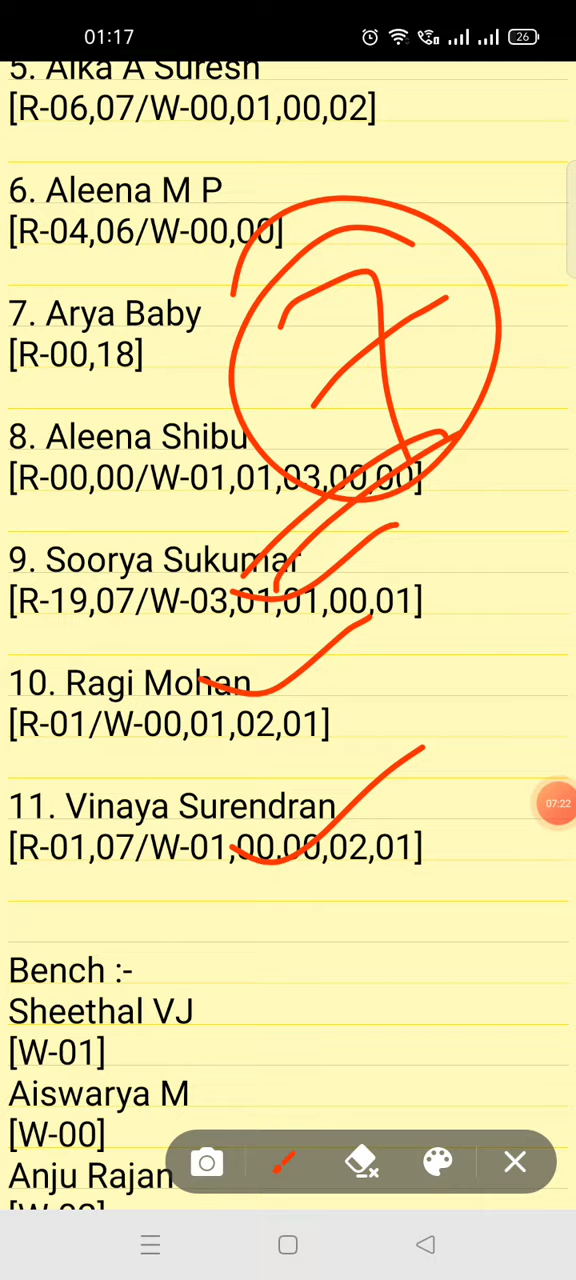 01:17
26
5. Alka A Suresh
[R-06,07/W-00,01,00,02]
6. Aleena M P
[R-04,06/W-00,00]
7. Arya Baby
[R-00,18]
8. Aleena Shibu
[R-00,00/W-01,01,03,00,00]
9. Soorya Sukumar
[R-19,07/W-03,01,01,00,01]
10. Ragi Mohan
[R-01/W-00,01,02,01]
11. Vinaya Surendran
[R-01,07/W-01,00,00,02,01]
07:22
Bench :-
Sheethal VJ
[W-01]
Aiswarya M
[W-00]
Anju Rajan